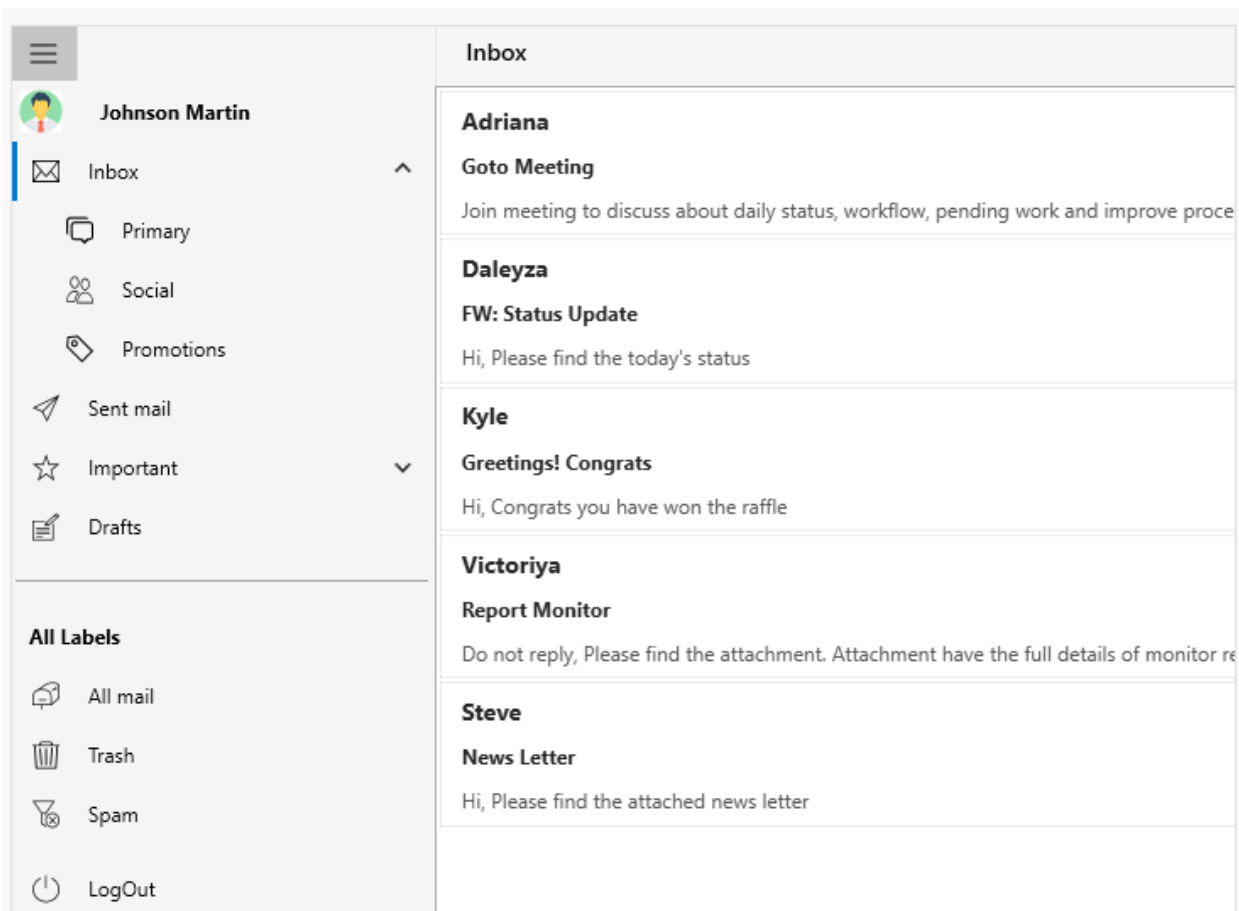 Johnson Martin
Inbox
Primary
Social
Promotions
Sent mail
Important
Drafts
All Labels
All mail
Trash
Spam
LogOut
Inbox
Adriana
Goto Meeting
Join meeting to discuss about daily status, workflow, pending work and improve proce
Daleyza
FW: Status Update
Hi, Please find the today's status
Kyle
Greetings! Congrats
Hi, Congrats you have won the raffle
Victoriya
Report Monitor
Do not reply, Please find the attachment. Attachment have the full details of monitor re
Steve
News Letter
Hi, Please find the attached news letter